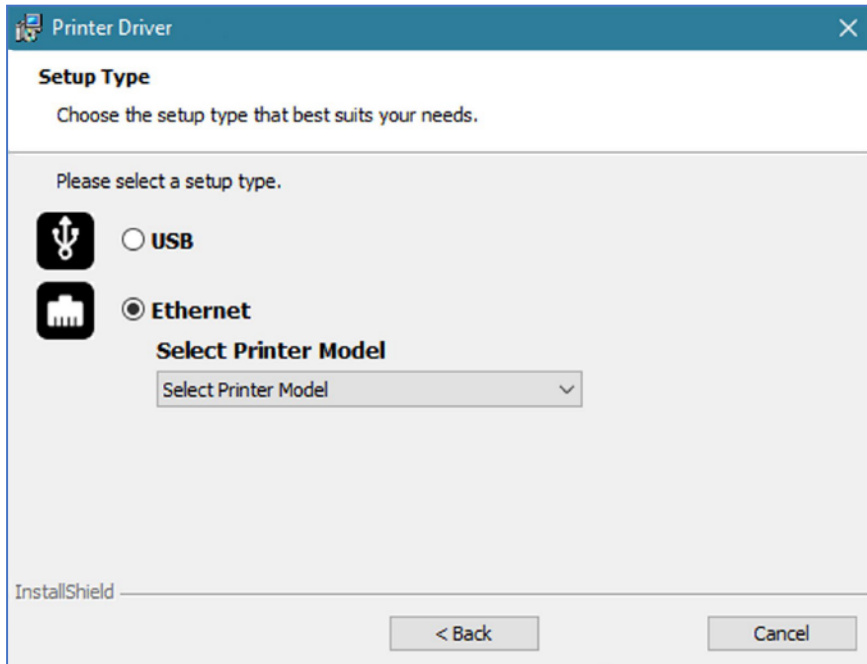 Printer Driver
Setup Type
Choose the setup type that best suits your needs.
Please select a setup type.
USB
Ethernet
Select Printer Model
Select Printer Model
InstallShield
< Back
Cancel